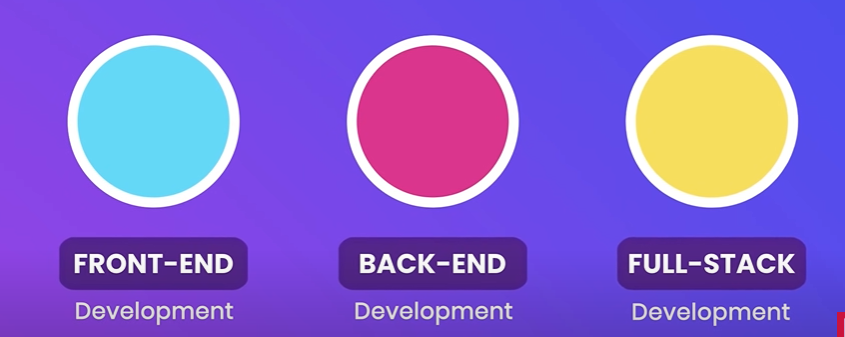 FRONT-END
Development
BACK-END
Development
FULL-STACK
Development